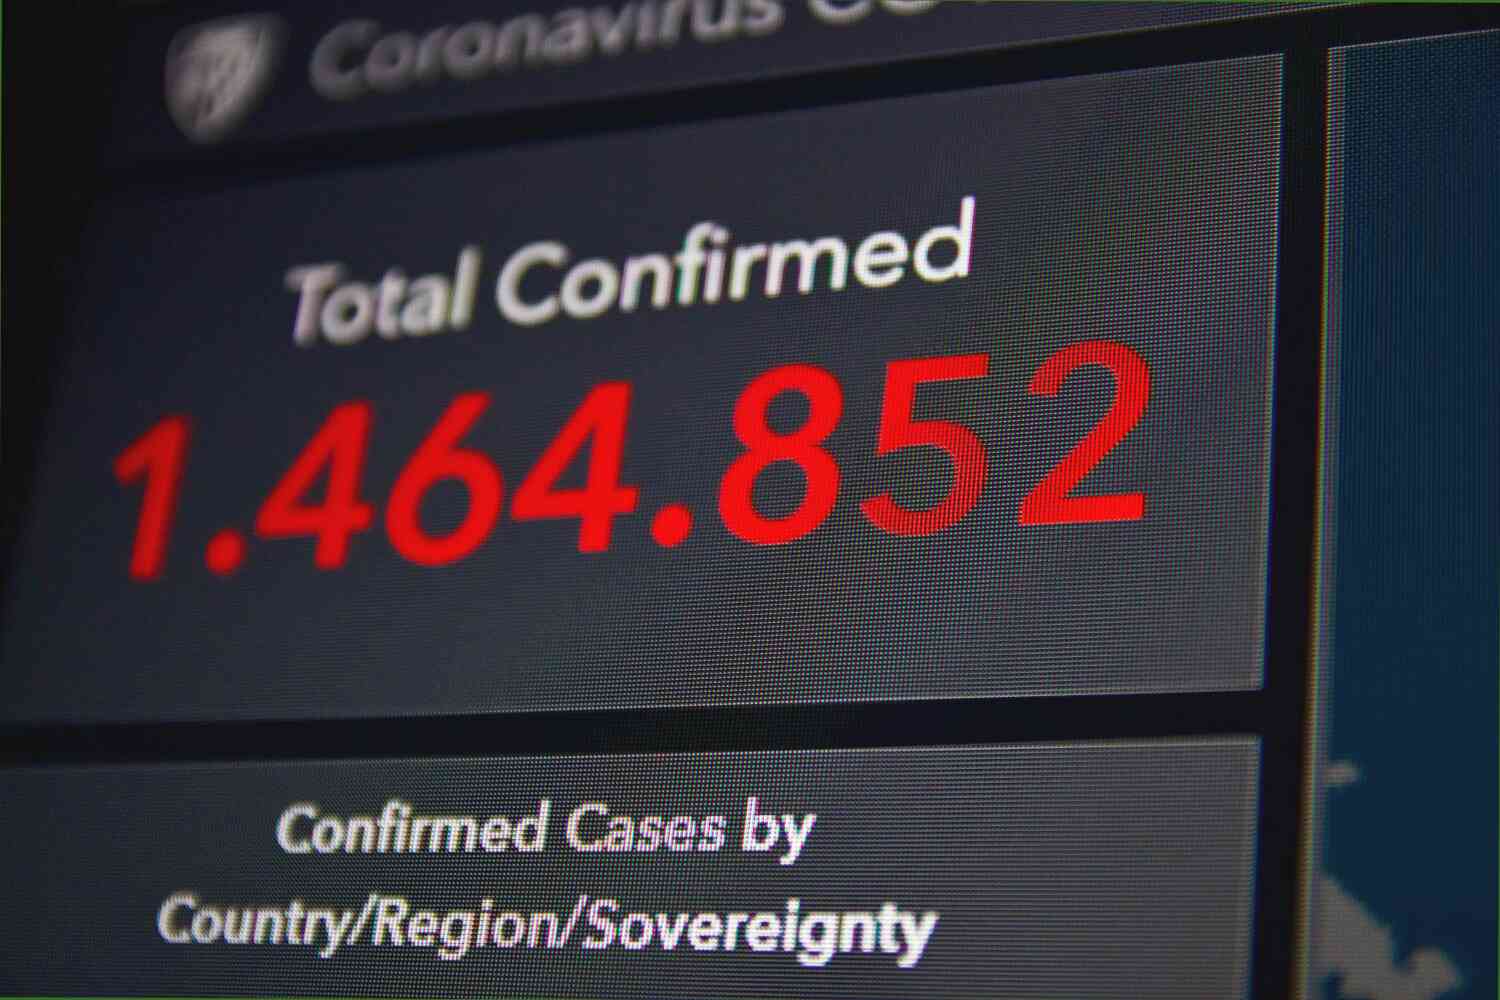 Coronavirus
Total Confirmed
1.464.852
Confirmed Cases by
Country/Region/Sovereignty